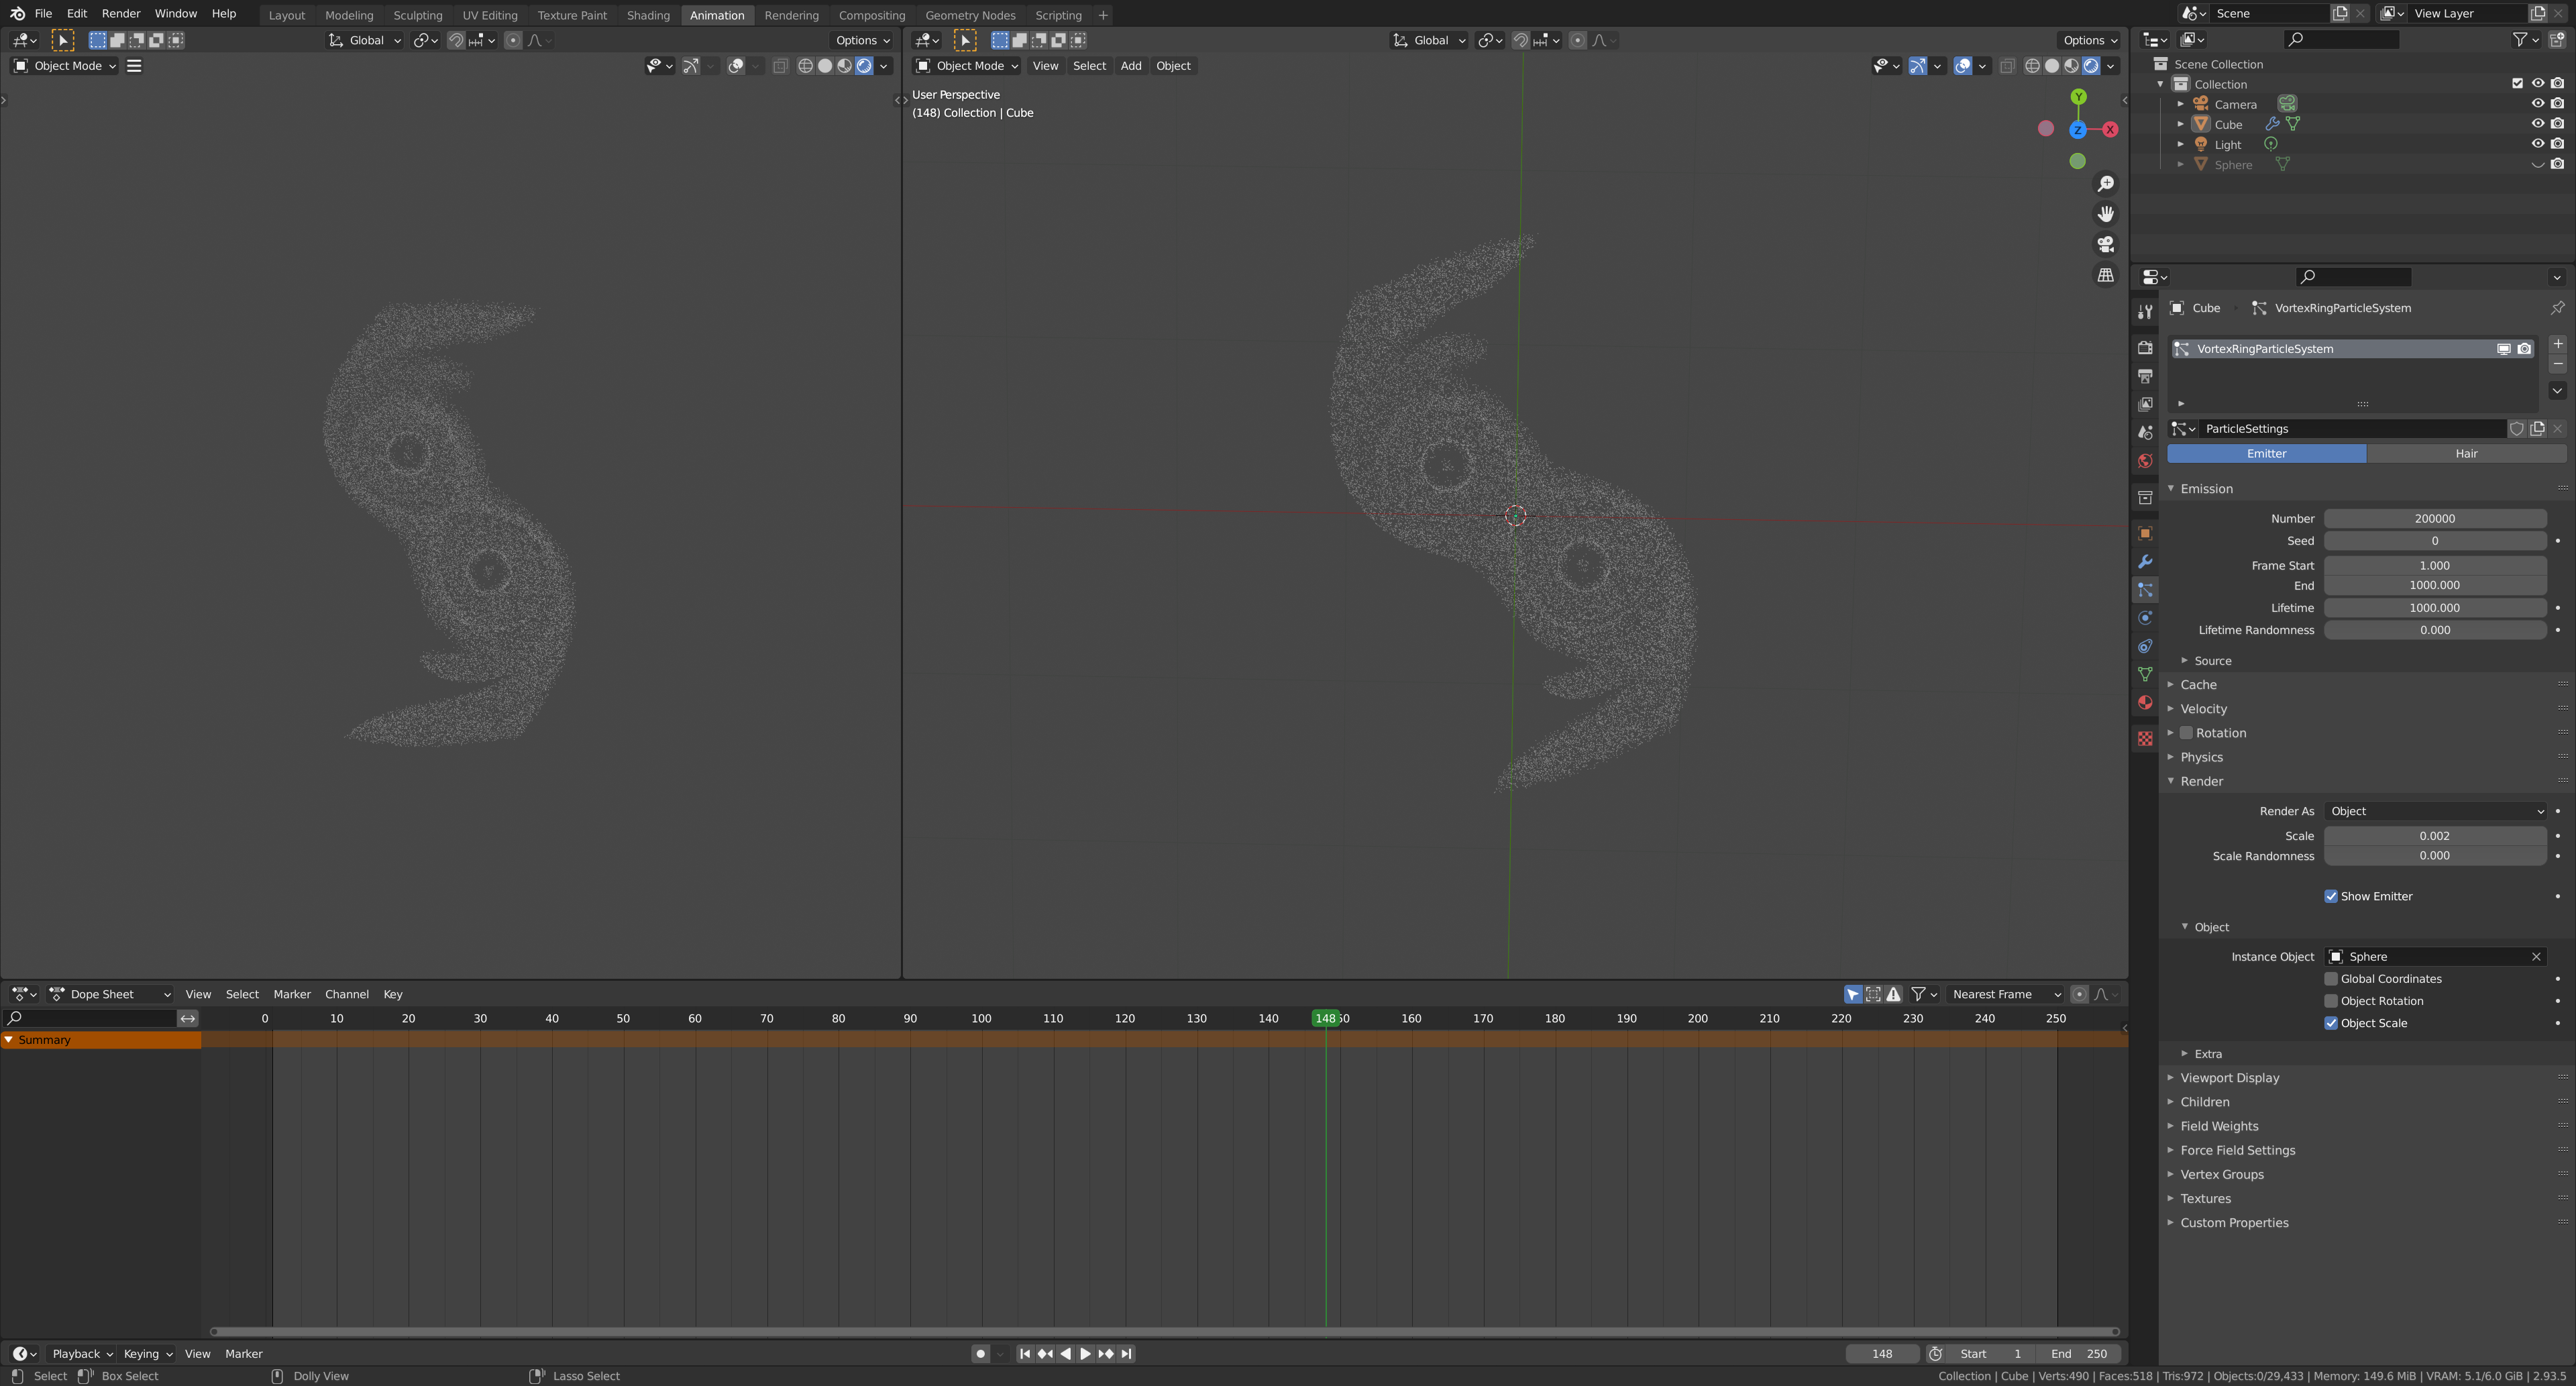 File Edit Render Window Help Layout Modeling Sculpting UV Editing Texture Paint Shading Animation Rendering Compositing Geometry Nodes Scripting + Scene View Layer
Global Options Global Options
Object Mode Object Mode View Select Add Object
User Perspective
(148) Collection | Cube
Y
Z X
Scene Collection
Collection
Camera
Cube
Light
Sphere
Cube VortexRingParticleSystem
VortexRingParticleSystem
ParticleSettings
Emitter Hair
Emission
Number 200000
Seed 0
Frame Start 1.000
End 1000.000
Lifetime 1000.000
Lifetime Randomness 0.000
Source
Cache
Velocity
Rotation
Physics
Render
Render As Object
Scale 0.002
Scale Randomness 0.000
Show Emitter
Object
Instance Object Sphere
Global Coordinates
Object Rotation
Object Scale
Extra
Viewport Display
Children
Field Weights
Force Field Settings
Vertex Groups
Textures
Custom Properties
Dope Sheet View Select Marker Channel Key Nearest Frame
0 10 20 30 40 50 60 70 80 90 100 110 120 130 140 148 160 170 180 190 200 210 220 230 240 250
Summary
Playback Keying View Marker 148 Start 1 End 250
Select Box Select Dolly View Lasso Select Collection | Cube | Verts:490 | Faces:518 | Tris:972 | Objects:0/29,433 | Memory: 149.6 MiB | VRAM: 5.1/6.0 GiB | 2.93.5